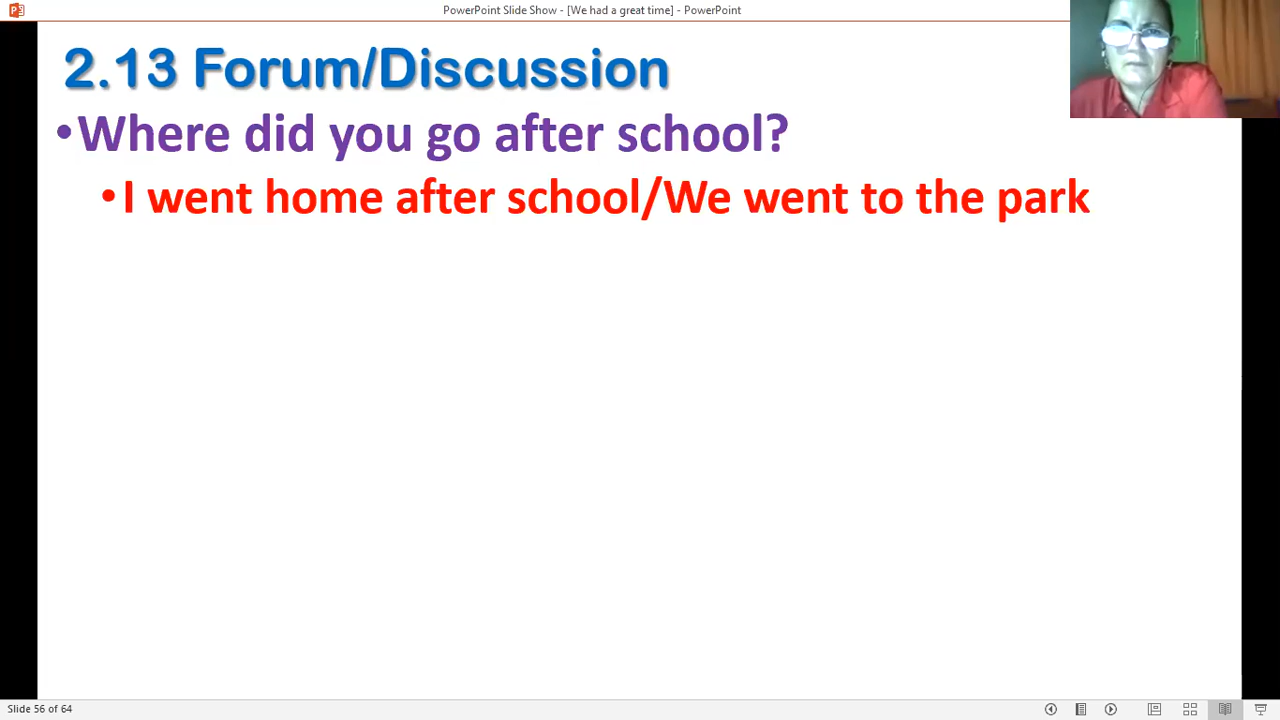 PowerPoint Slide Show - [We had a great time] - PowerPoint
2.13 Forum/Discussion
•Where did you go after school?
•I went home after school/We went to the park
Slide 56 of 64